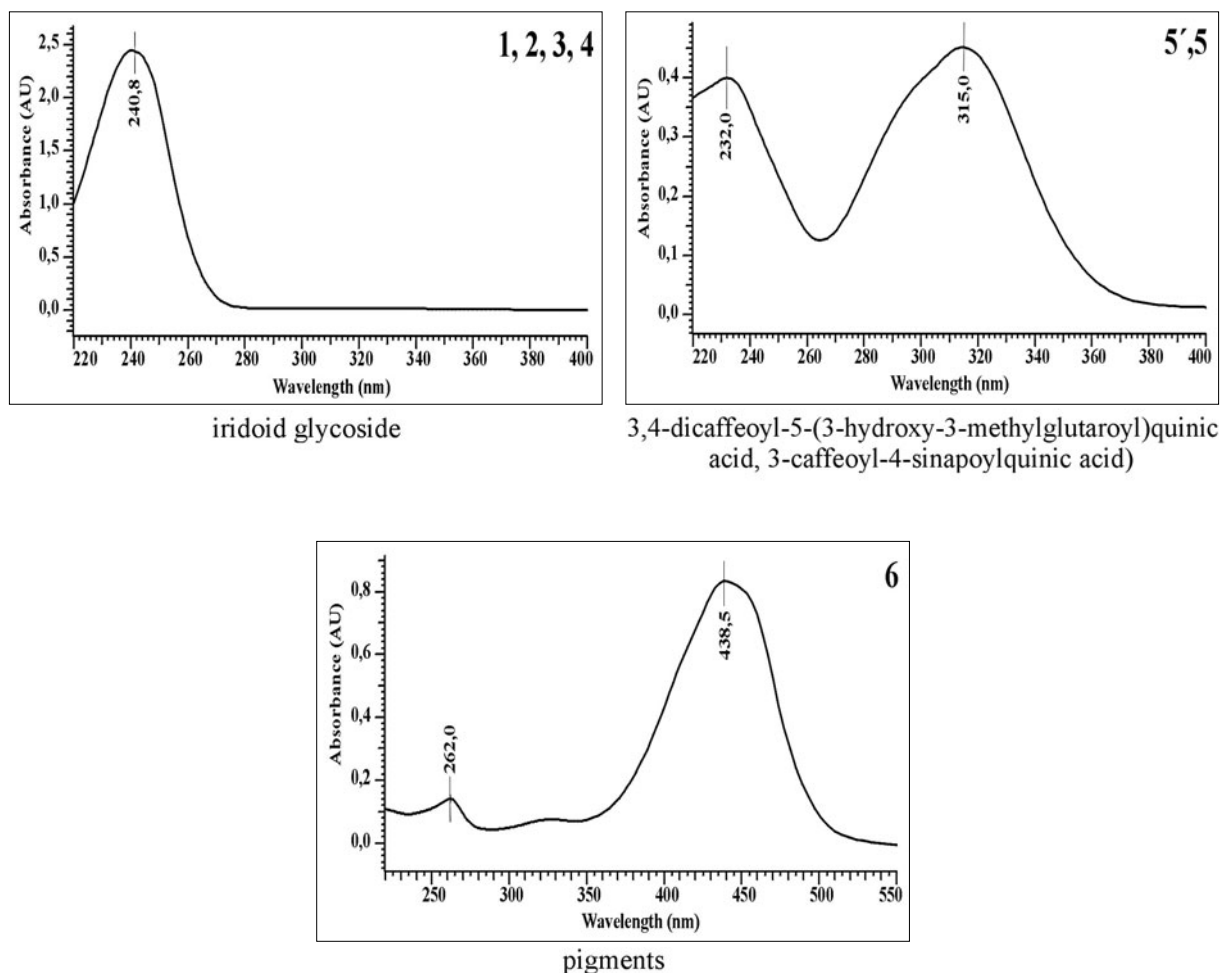 1, 2, 3, 4
Absorbance (AU)
2,5
2,0
1,5
1,0
0,5
0,0
240,8
220 240 260 280 300 320 340 360 380 400
Wavelength (nm)
iridoid glycoside
5´,5
Absorbance (AU)
0,4
0,3
0,2
0,1
0,0
232,0
315,0
220 240 260 280 300 320 340 360 380 400
Wavelength (nm)
3,4-dicaffeoyl-5-(3-hydroxy-3-methylglutaroyl)quinic
acid, 3-caffeoyl-4-sinapoylquinic acid)
6
Absorbance (AU)
0,8
0,6
0,4
0,2
0,0
262,0
438,5
250 300 350 400 450 500 550
Wavelength (nm)
pigments